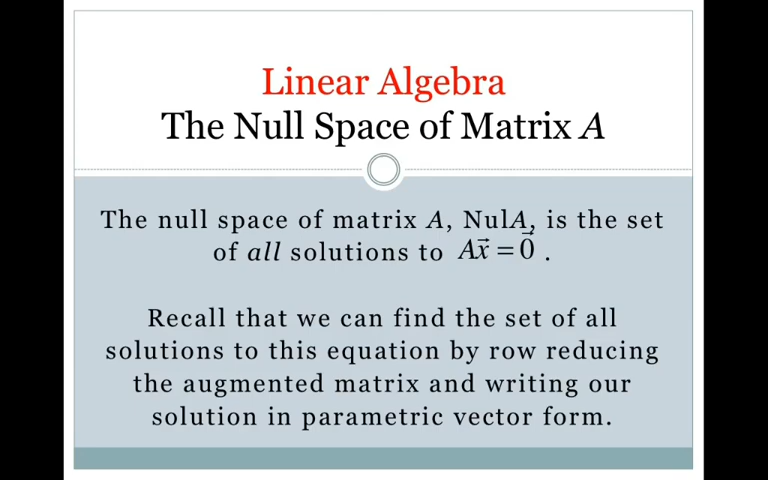 Linear Algebra
The Null Space of Matrix A
The null space of matrix A, NulA, is the set
of all solutions to A\vec{x} = \vec{0} .
Recall that we can find the set of all
solutions to this equation by row reducing
the augmented matrix and writing our
solution in parametric vector form.